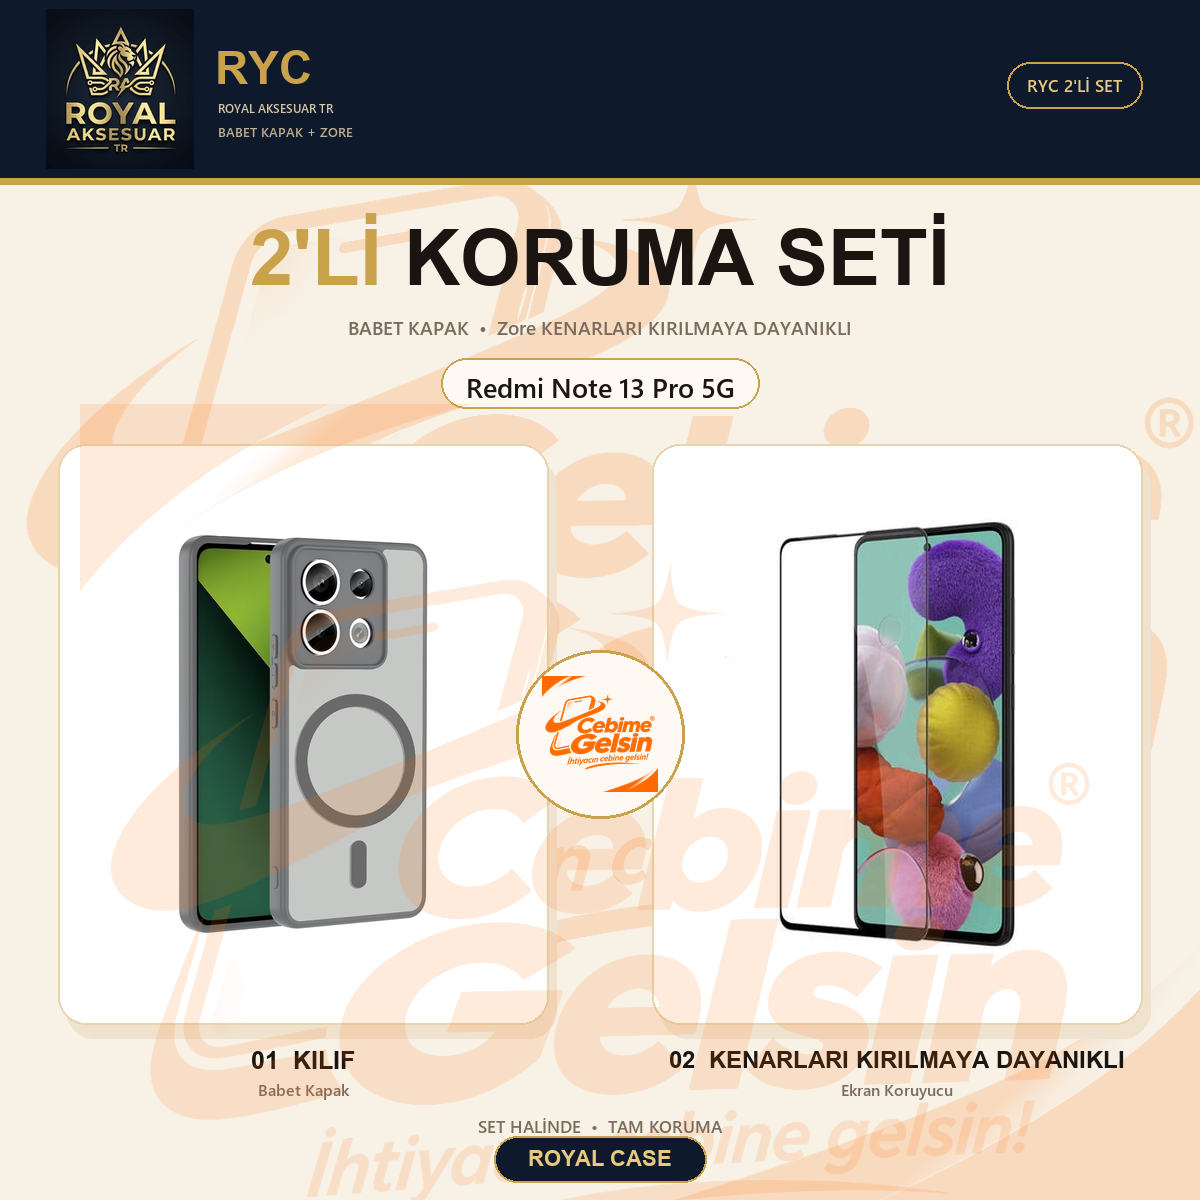 ROYAL
AKSESUAR
TR
RYC
ROYAL AKSESUAR TR
BABET KAPAK + ZORE
RYC 2'Lİ SET
2'Lİ KORUMA SETİ
BABET KAPAK • Zore KENARLARI KIRILMAYA DAYANIKLI
Redmi Note 13 Pro 5G
Cebime®
Gelsin
İhtiyacın cebine gelsin!
Cebime®
Gelsin
01 KILIF
Babet Kapak
02 KENARLARI KIRILMAYA DAYANIKLI
Ekran Koruyucu
SET HALİNDE • TAM KORUMA
ROYAL CASE